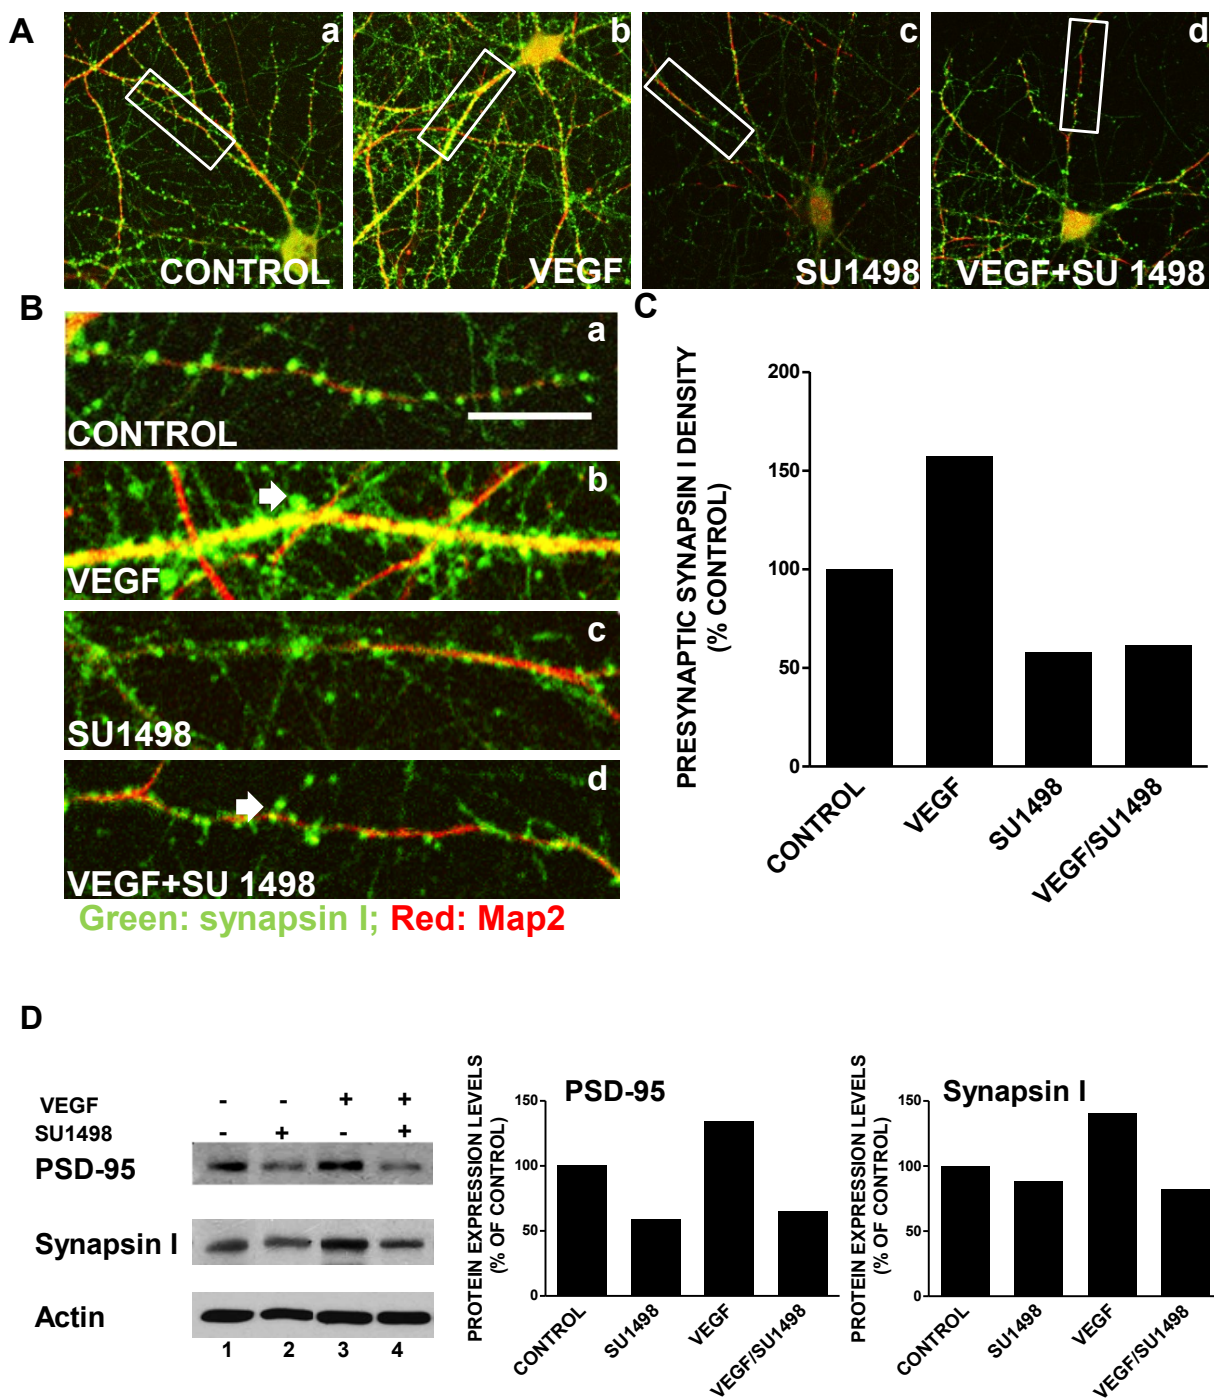 A
a
b
c
d
CONTROL
VEGF
SU1498
VEGF+SU 1498
B
a
CONTROL
b
VEGF
c
SU1498
d
VEGF+SU 1498
Green: synapsin I; Red: Map2
C
PRESYNAPTIC SYNAPSIN I DENSITY
(% CONTROL)
200
150
100
50
0
CONTROL
VEGF
SU1498
VEGF/SU1498
D
VEGF - - + +
SU1498 - + - +
PSD-95
Synapsin I
Actin
1 2 3 4
PROTEIN EXPRESSION LEVELS
(% OF CONTROL)
PSD-95
150
100
50
0
CONTROL
SU1498
VEGF
VEGF/SU1498
PROTEIN EXPRESSION LEVELS
(% OF CONTROL)
Synapsin I
150
100
50
0
CONTROL
SU1498
VEGF
VEGF/SU1498